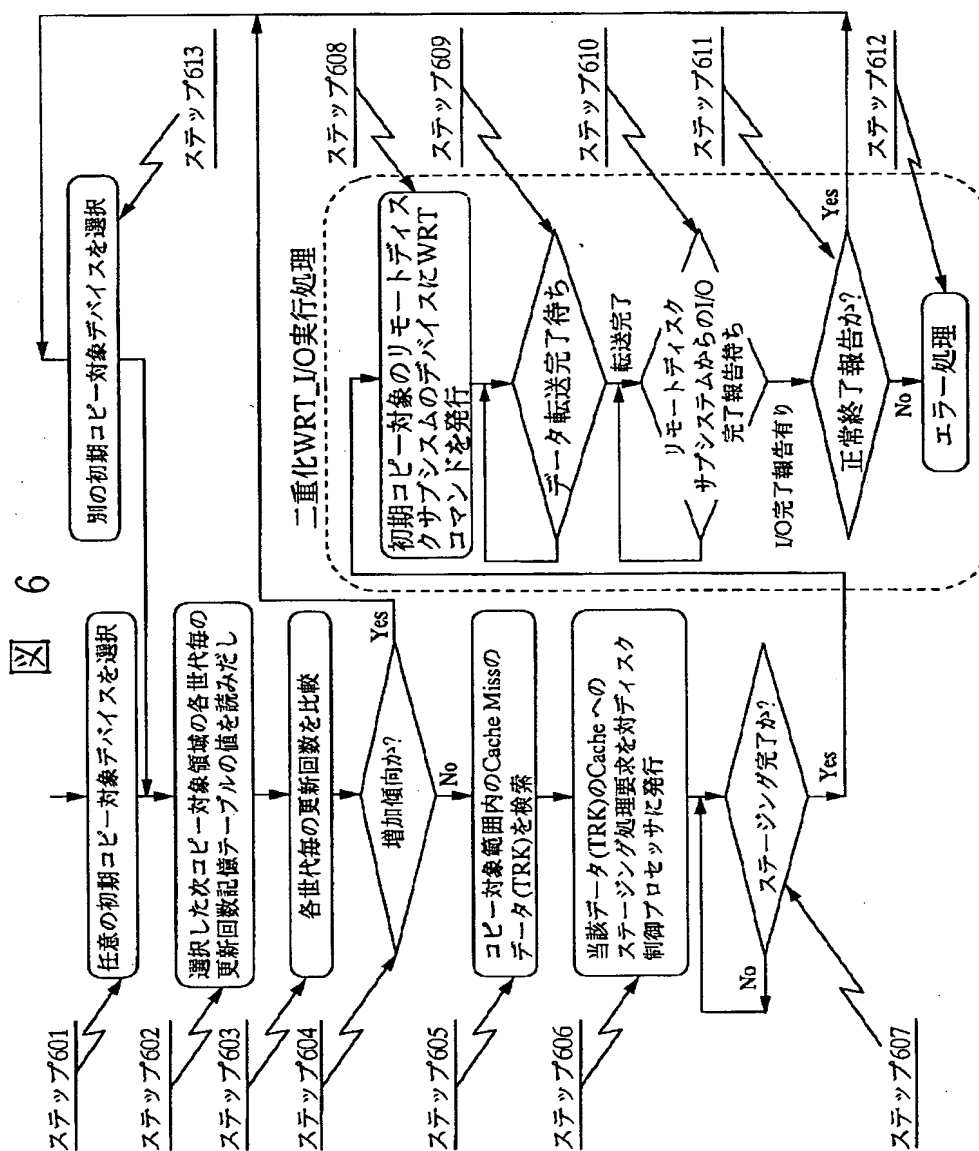 図 6
ステップ601
任意の初期コピー対象デバイスを選択
ステップ602
選択した次コピー対象領域の各世代毎の
更新回数記憶テーブルの値を読みだし
ステップ603
各世代毎の更新回数を比較
ステップ604
増加傾向か?
Yes
No
ステップ605
コピー対象範囲内のCache Missの
データ(TRK)を検索
ステップ606
当該データ(TRK)のCacheへの
ステージング処理要求を対ディスク
制御プロセッサに発行
ステージング完了か?
No
Yes
ステップ607
別の初期コピー対象デバイスを選択
ステップ613
二重化WRT_I/O実行処理
初期コピー対象のリモートディス
クサブシステムのデバイスにWRT
コマンドを発行
ステップ608
データ転送完了待ち
ステップ609
転送完了
リモートディスク
サブシステムからのI/O
完了報告待ち
ステップ610
I/O完了報告有り
正常終了報告か?
ステップ611
Yes
No
エラー処理
ステップ612